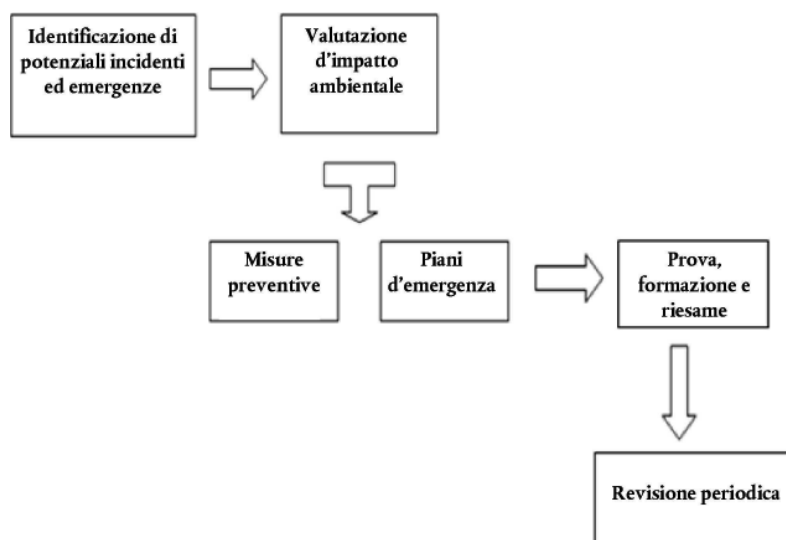 Identificazione di
potenziali incidenti
ed emergenze
Valutazione
d'impatto
ambientale
Misure
preventive
Piani
d'emergenza
Prova,
formazione e
riesame
Revisione periodica